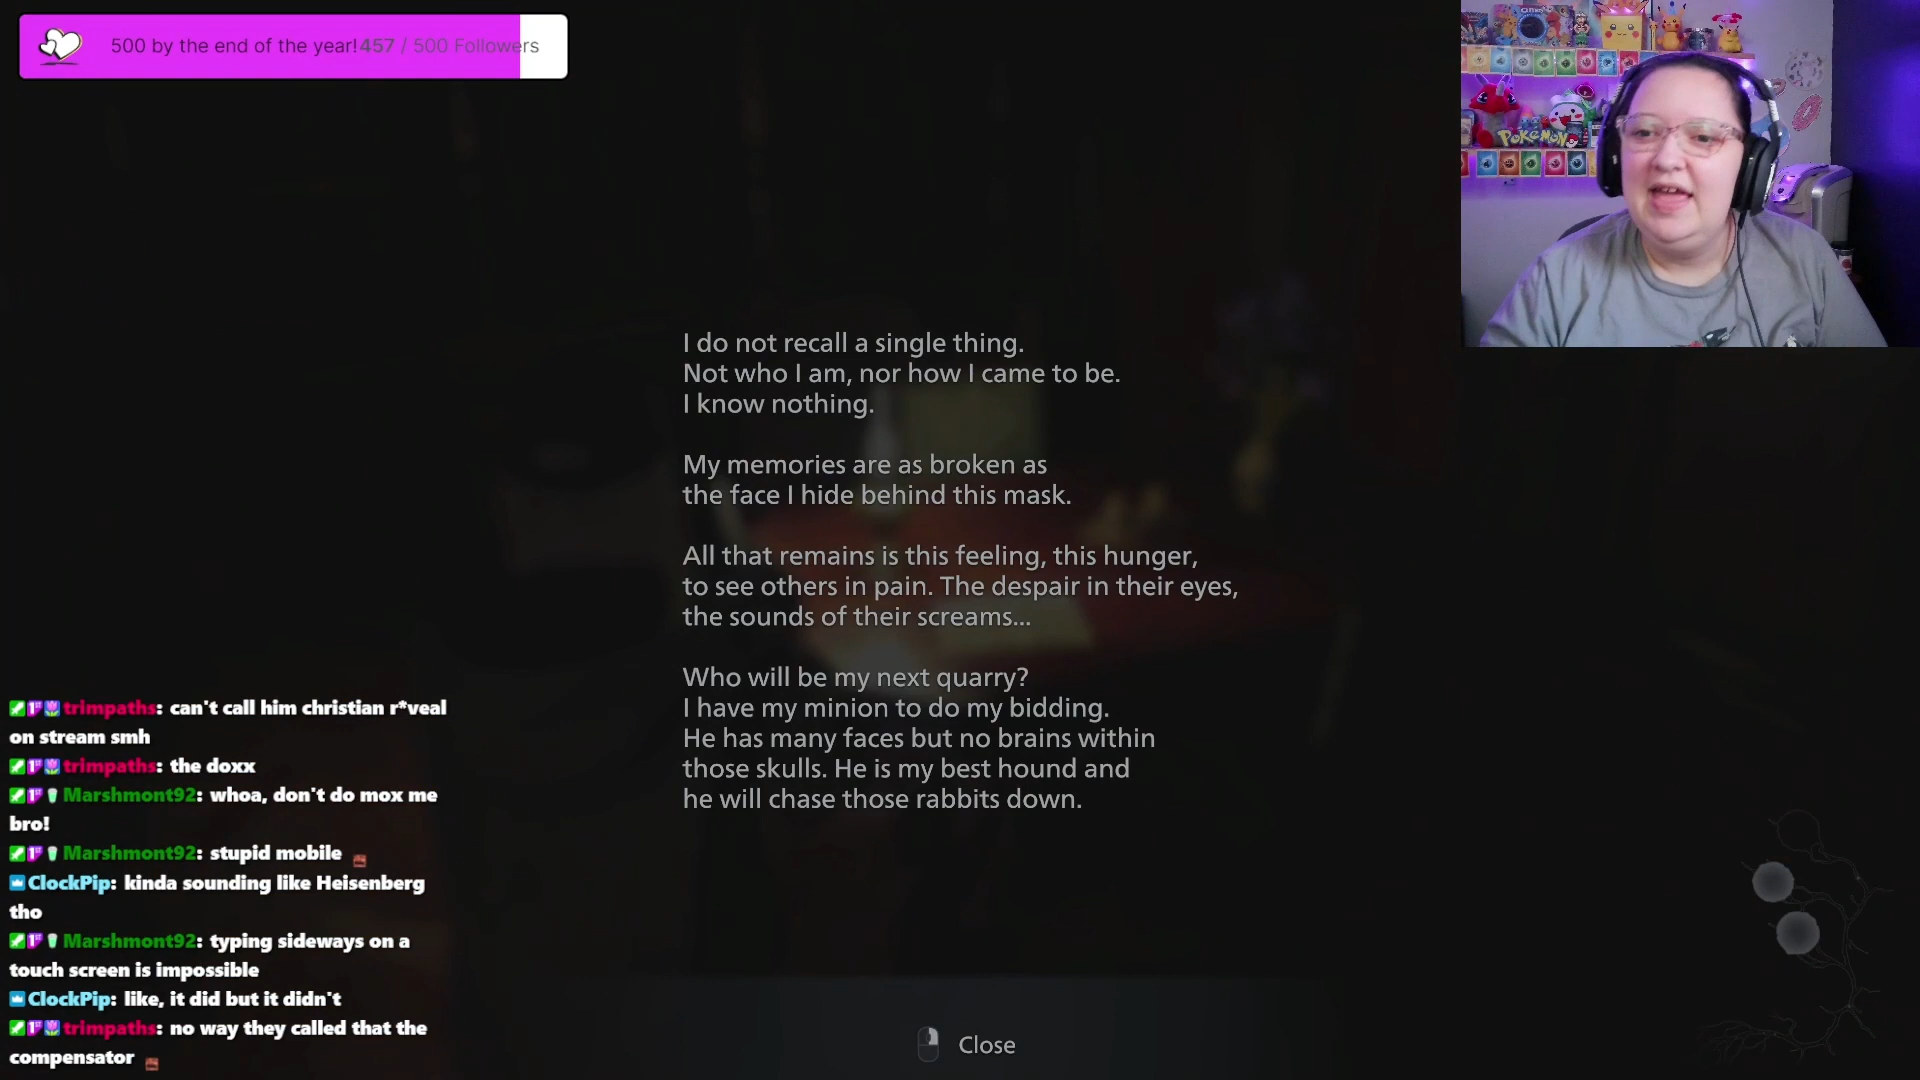 500 by the end of the year!457 / 500 Followers
POKÉMON
I do not recall a single thing.
Not who I am, nor how I came to be.
I know nothing.
My memories are as broken as
the face I hide behind this mask.
All that remains is this feeling, this hunger,
to see others in pain. The despair in their eyes,
the sounds of their screams...
Who will be my next quarry?
I have my minion to do my bidding.
He has many faces but no brains within
those skulls. He is my best hound and
he will chase those rabbits down.
trimpaths: can't call him christian r*veal
on stream smh
trimpaths: the doxx
Marshmont92: whoa, don't do mox me
bro!
Marshmont92: stupid mobile
ClockPip: kinda sounding like Heisenberg
tho
Marshmont92: typing sideways on a
touch screen is impossible
ClockPip: like, it did but it didn't
trimpaths: no way they called that the
compensator
Close